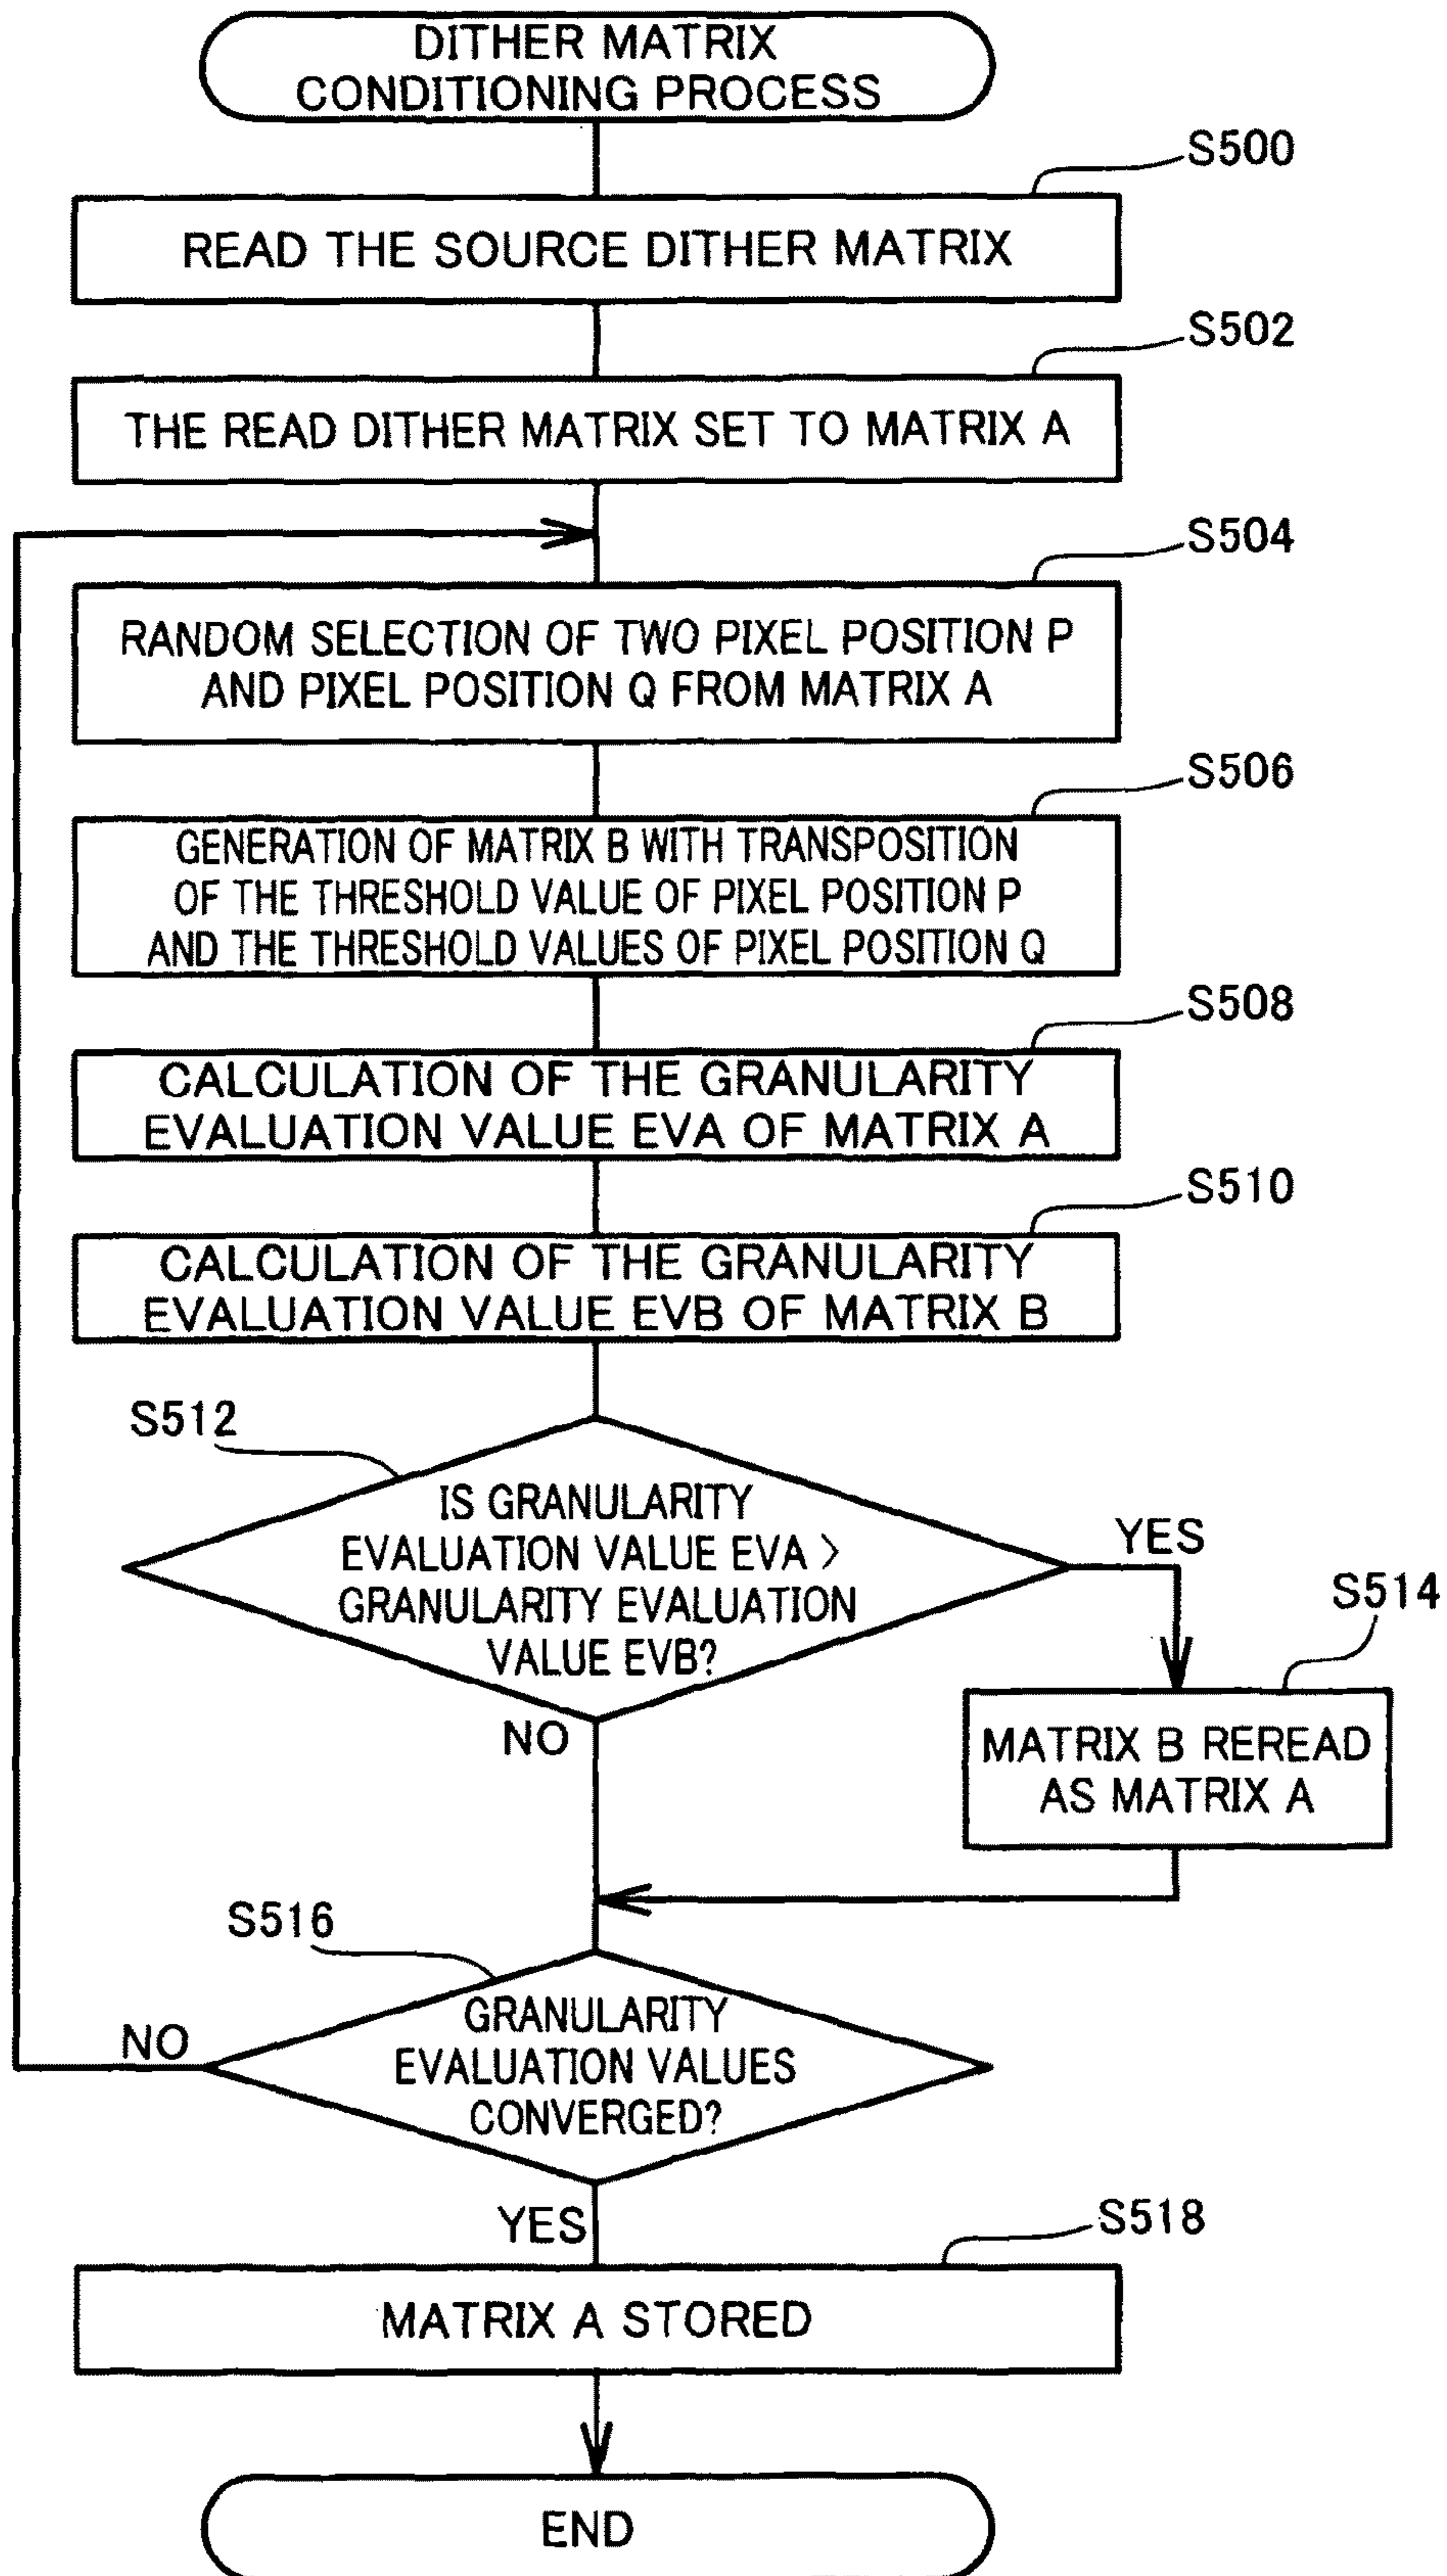 DITHER MATRIX
CONDITIONING PROCESS
S500
READ THE SOURCE DITHER MATRIX
S502
THE READ DITHER MATRIX SET TO MATRIX A
S504
RANDOM SELECTION OF TWO PIXEL POSITION P
AND PIXEL POSITION Q FROM MATRIX A
S506
GENERATION OF MATRIX B WITH TRANSPOSITION
OF THE THRESHOLD VALUE OF PIXEL POSITION P
AND THE THRESHOLD VALUES OF PIXEL POSITION Q
S508
CALCULATION OF THE GRANULARITY
EVALUATION VALUE EVA OF MATRIX A
S510
CALCULATION OF THE GRANULARITY
EVALUATION VALUE EVB OF MATRIX B
S512
IS GRANULARITY
EVALUATION VALUE EVA >
GRANULARITY EVALUATION
VALUE EVB?
YES
S514
NO
MATRIX B REREAD
AS MATRIX A
S516
GRANULARITY
EVALUATION VALUES
CONVERGED?
NO
YES
S518
MATRIX A STORED
END